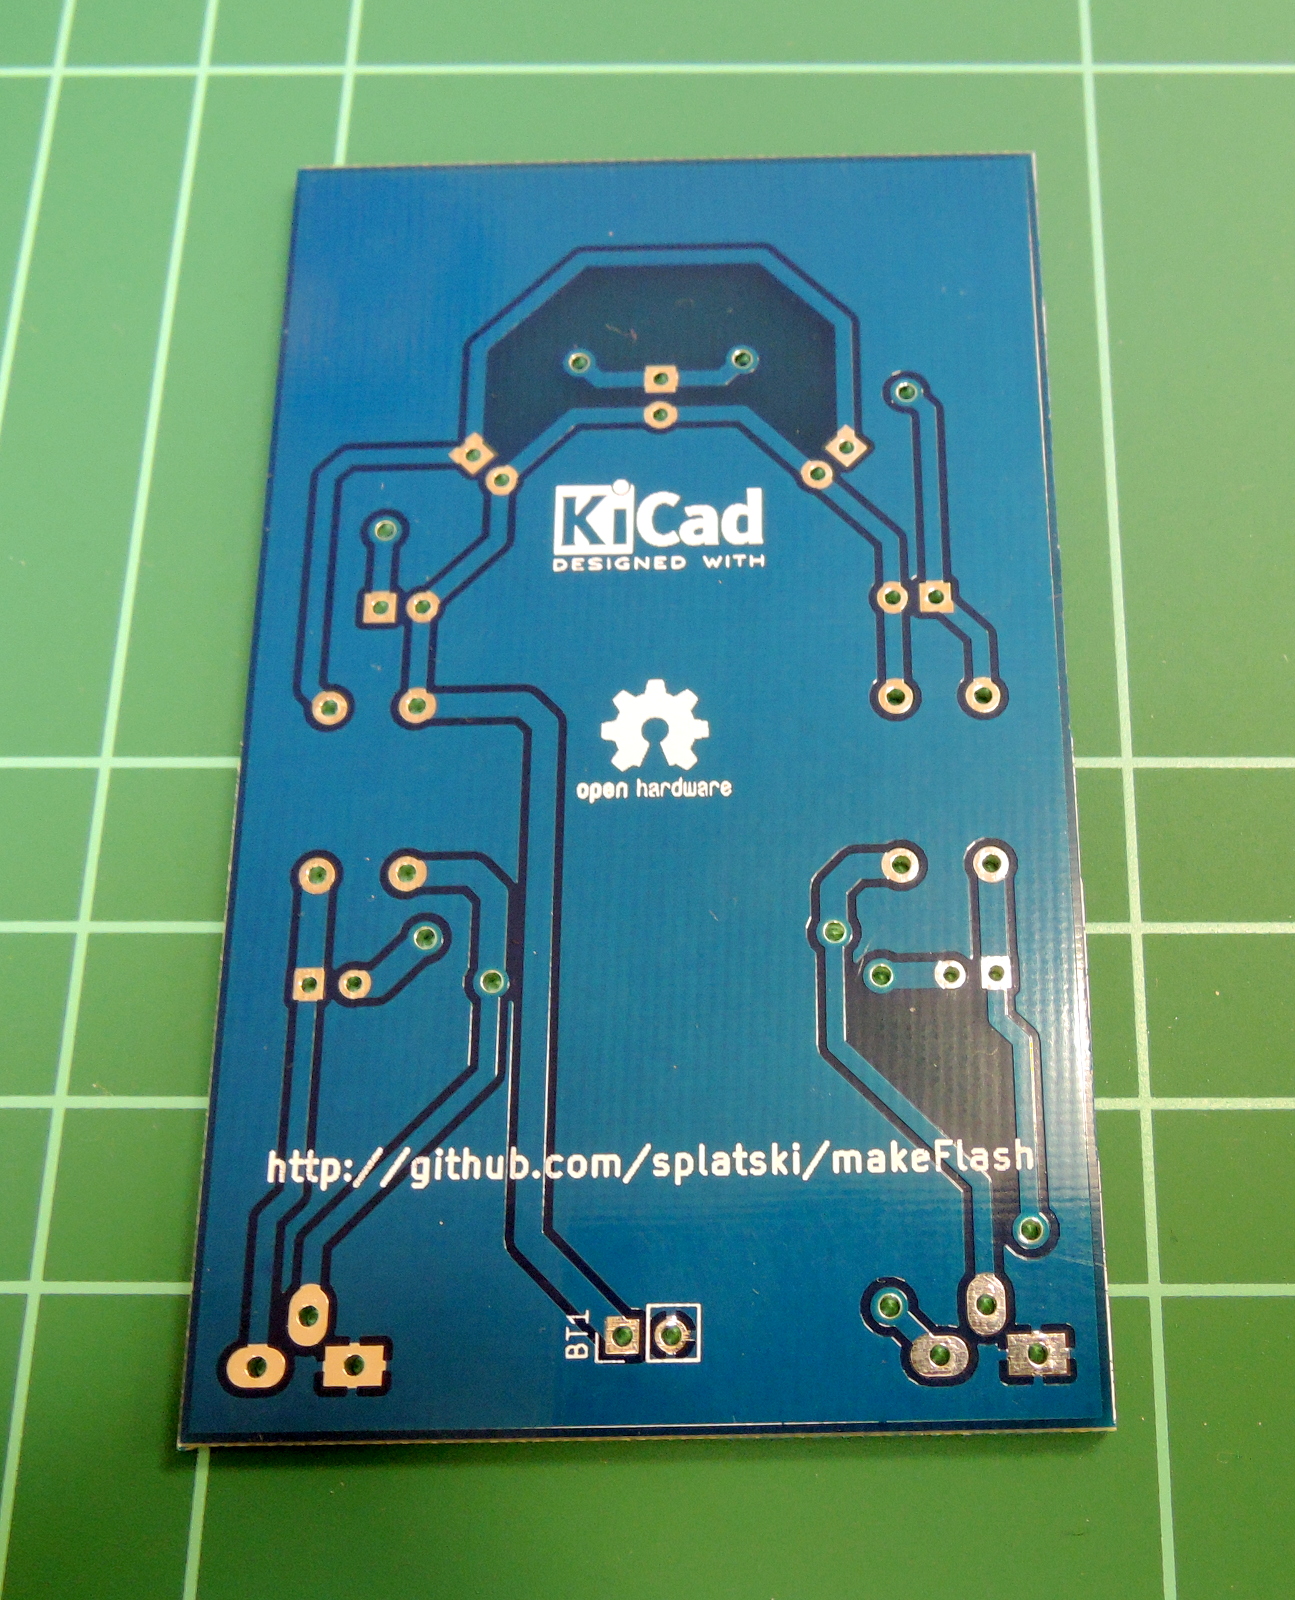 KiCad
DESIGNED WITH
open hardware
http://github.com/splatski/makeFlash
BT1